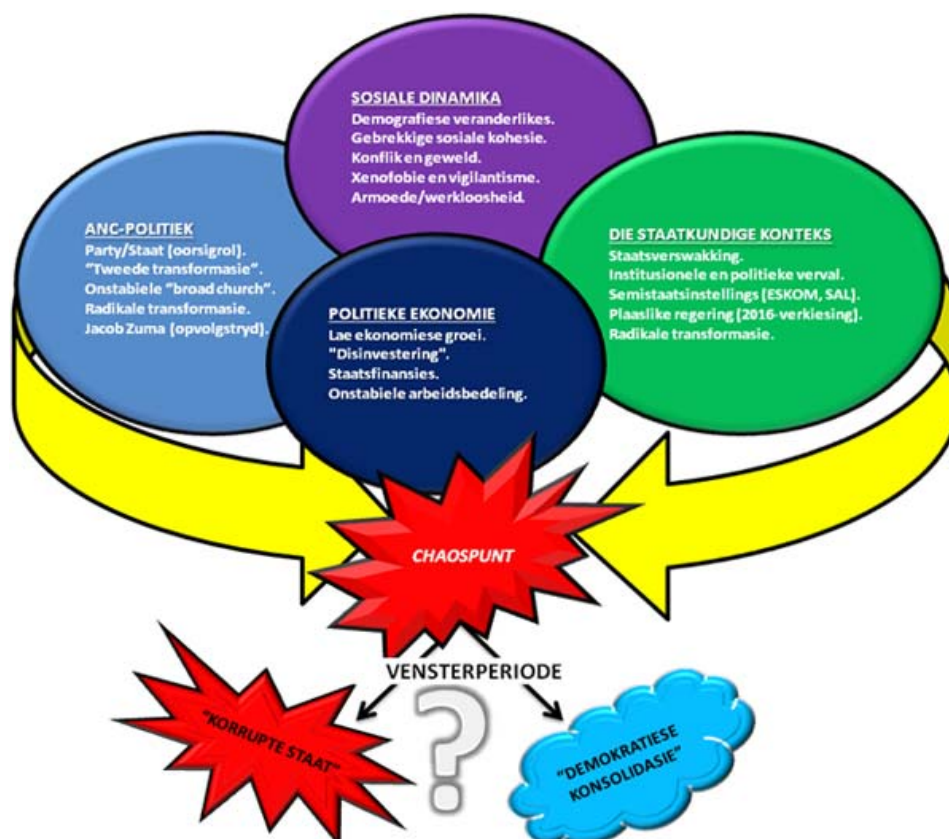 SOSIALE DINAMIKA
Demografiese veranderlikes.
Gebrekkige sosiale kohesie.
Konflik en geweld.
Xenofobie en vigilantisme.
Armoede/werkloosheid.
ANC-POLITIEK
Party/Staat (oorsigrol).
"Tweede transformasie".
Onstabiele "broad church".
Radikale transformasie.
Jacob Zuma (opvolgstryd).
DIE STAATKUNDIGE KONTEKS
Staatsverswakking.
Institusionele en politieke verval.
Semistaatsinstellings (ESKOM, SAL).
Plaaslike regering (2016-verkiesing).
Radikale transformasie.
POLITIEKE EKONOMIE
Lae ekonomiese groei.
"Disinvestering".
Staatsfinansies.
Onstabiele arbeidsbedeling.
CHAOSPUNT
VENSTERPERIODE
"KORRUPTE STAAT"
?
"DEMOKRATIESE
KONSOLIDASIE"